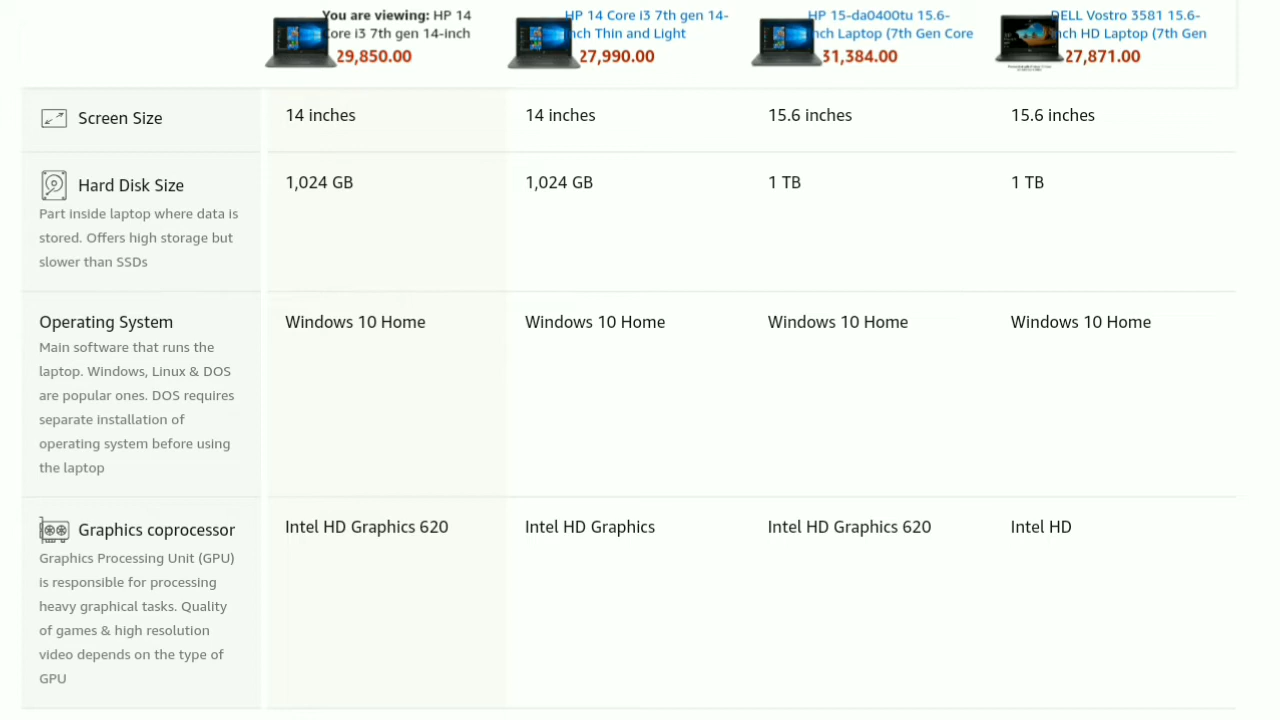 You are viewing: HP 14
Core i3 7th gen 14-inch
29,850.00
HP 14 Core i3 7th gen 14-
inch Thin and Light
27,990.00
HP 15-da0400tu 15.6-
inch Laptop (7th Gen Core
31,384.00
DELL Vostro 3581 15.6-
inch HD Laptop (7th Gen
27,871.00
Screen Size
14 inches
14 inches
15.6 inches
15.6 inches
Hard Disk Size
Part inside laptop where data is
stored. Offers high storage but
slower than SSDs
1,024 GB
1,024 GB
1 TB
1 TB
Operating System
Main software that runs the
laptop. Windows, Linux & DOS
are popular ones. DOS requires
separate installation of
operating system before using
the laptop
Windows 10 Home
Windows 10 Home
Windows 10 Home
Windows 10 Home
Graphics coprocessor
Graphics Processing Unit (GPU)
is responsible for processing
heavy graphical tasks. Quality
of games & high resolution
video depends on the type of
GPU
Intel HD Graphics 620
Intel HD Graphics
Intel HD Graphics 620
Intel HD